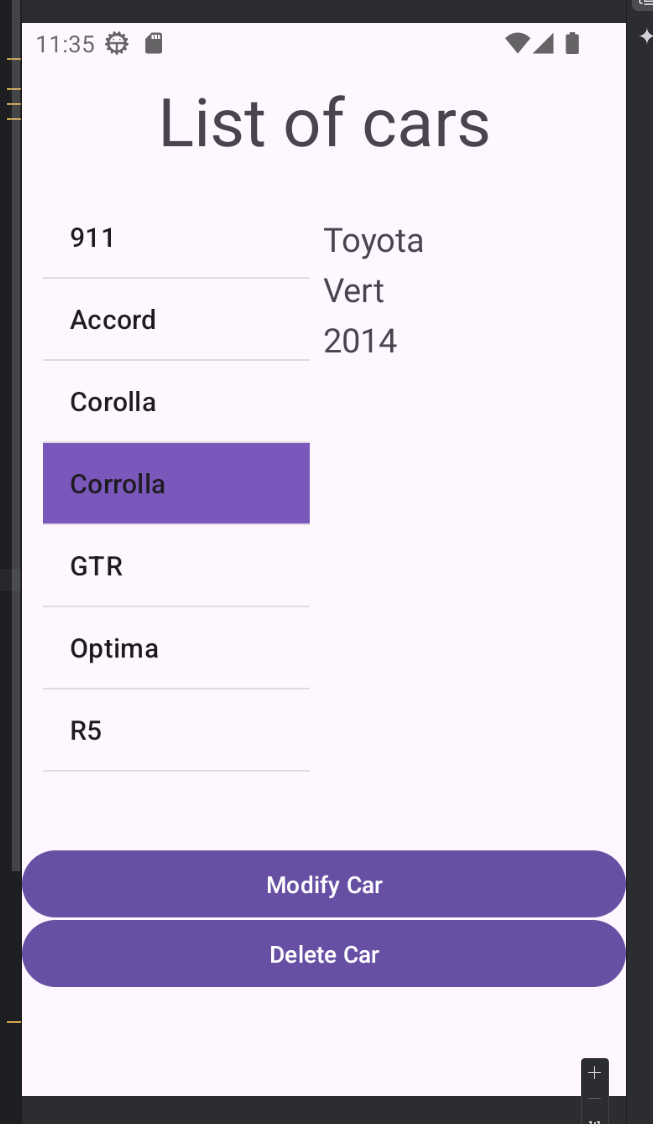 11:35
List of cars
911
Accord
Corolla
Corrolla
GTR
Optima
R5
Toyota
Vert
2014
Modify Car
Delete Car